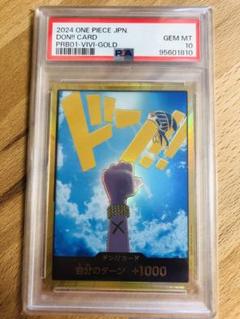 2024 ONE PIECE JPN.
DON!! CARD
GEM MT
10
PRB01-VIVI-GOLD
PSA
95601810
ドン!!
ドン!!カード
自分のターン +1000